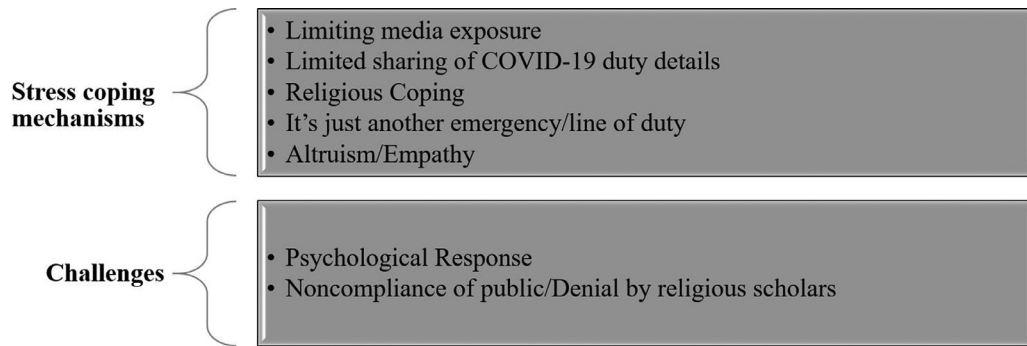 Stress coping
mechanisms
• Limiting media exposure
• Limited sharing of COVID-19 duty details
• Religious Coping
• It's just another emergency/line of duty
• Altruism/Empathy
Challenges
• Psychological Response
• Noncompliance of public/Denial by religious scholars